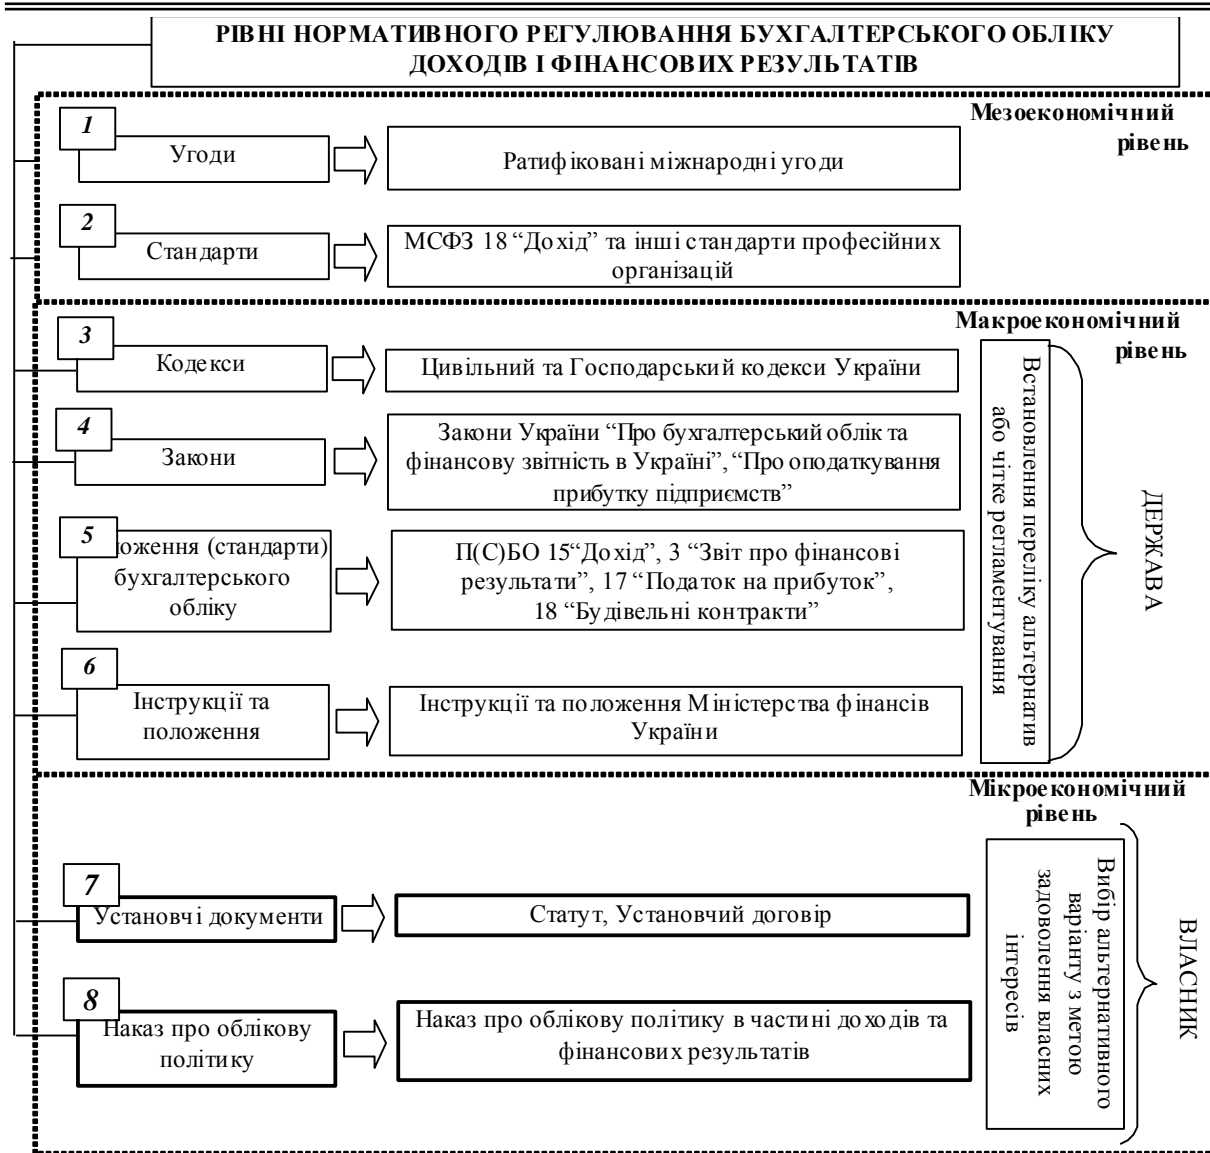 РІВНІ НОРМАТИВНОГО РЕГУЛЮВАННЯ БУХГАЛТЕРСЬКОГО ОБЛІКУ
ДОХОДІВ І ФІНАНСОВИХ РЕЗУЛЬТАТІВ
Мезоекономічний
рівень
1
Угоди
Ратифіковані міжнародні угоди
2
Стандарти
МСФЗ 18 “Дохід” та інші стандарти професійних
організацій
Макроекономічний
рівень
3
Кодекси
Цивільний та Господарський кодекси України
4
Закони
Закони України “Про бухгалтерський облік та
фінансову звітність в Україні”, “Про оподаткування
прибутку підприємств”
5
ложення (стандарти)
бухгалтерського
обліку
П(С)БО 15“Дохід”, 3 “Звіт про фінансові
результати”, 17 “Податок на прибуток”,
18 “Будівельні контракти”
6
Інструкції та
положення
Інструкції та положення Міністерства фінансів
України
Встановлення переліку альтернатив
або чітке регламентування
ДЕРЖАВА
Мікроекономічний
рівень
7
Установчі документи
Статут, Установчий договір
8
Наказ про облікову
політику
Наказ про облікову політику в частині доходів та
фінансових результатів
Вибір альтернативного
варіанту з метою
задоволення власних
інтересів
ВЛАСНИК